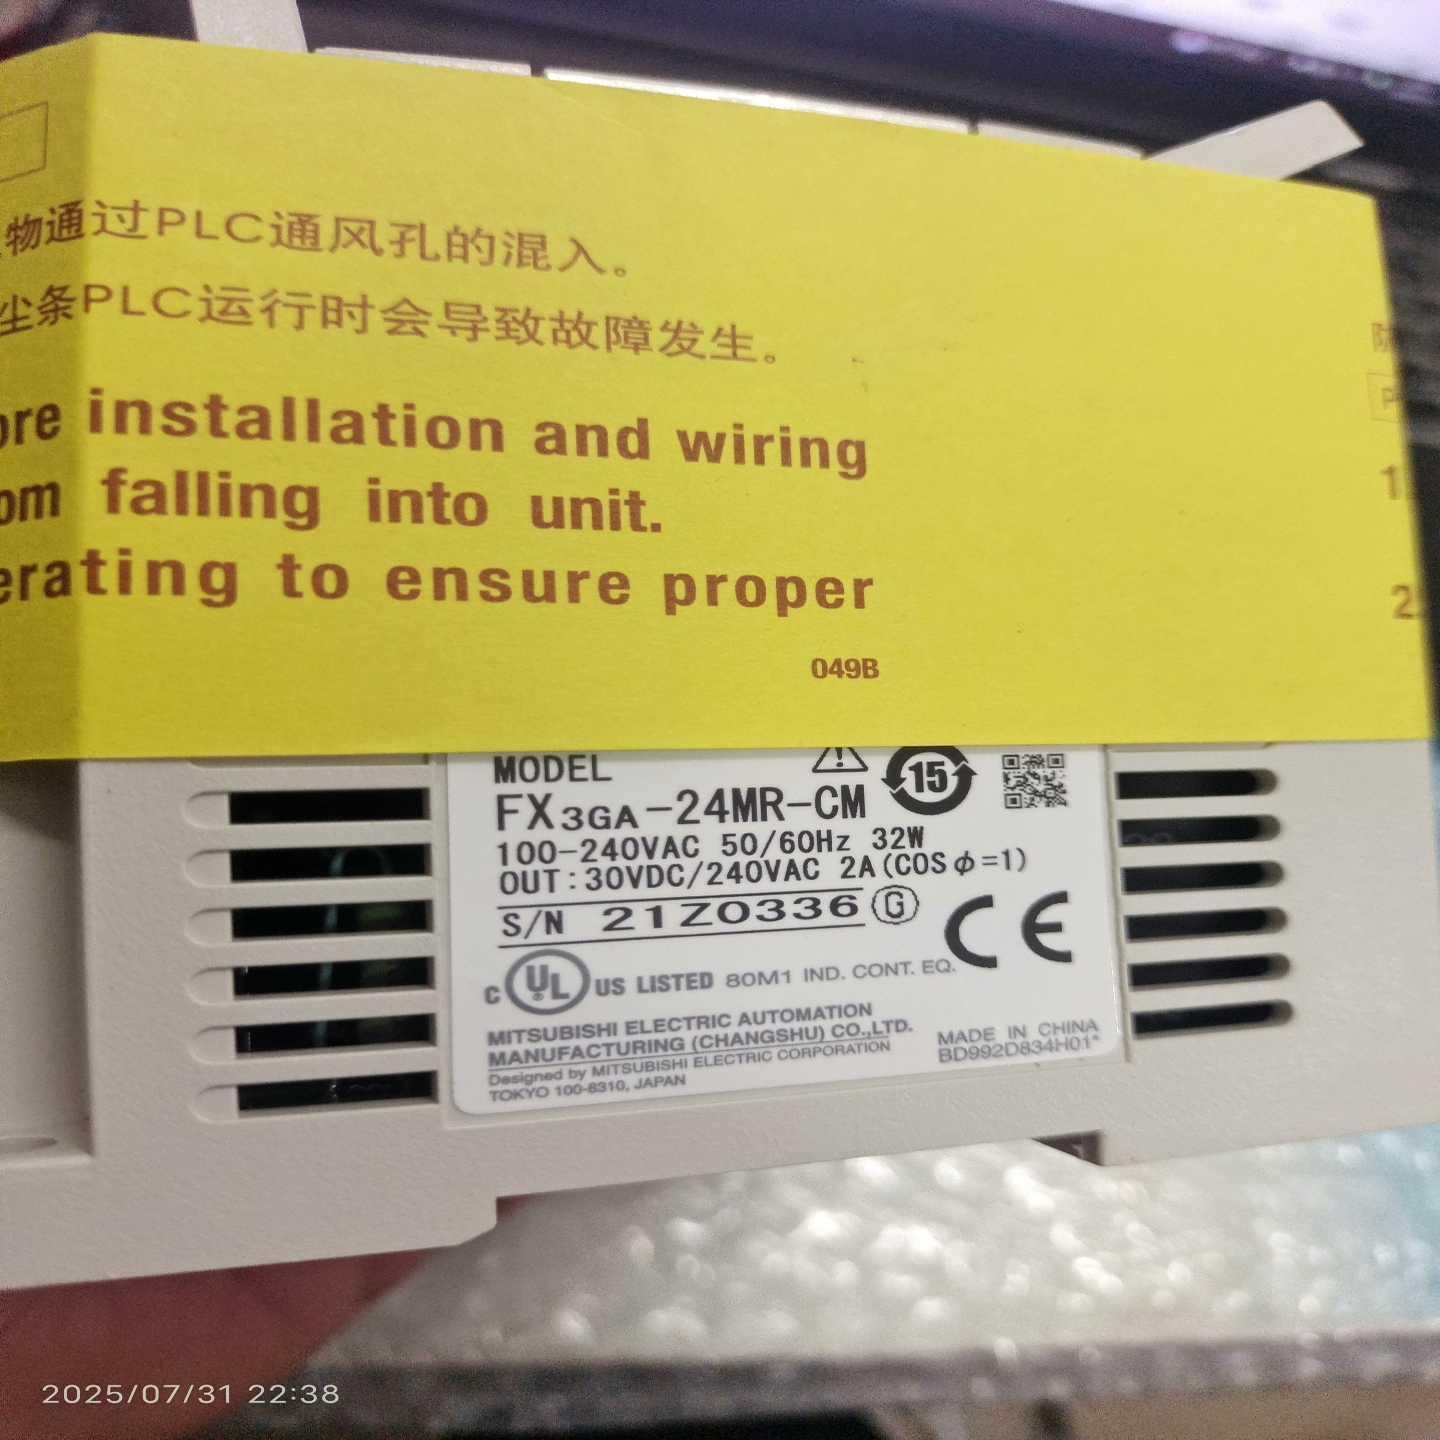 物通过PLC通风孔的混入。
尘条PLC运行时会导致故障发生。
ore installation and wiring
om falling into unit.
erating to ensure proper
049B
1
2.
MODEL
FX3GA-24MR-CM
15
100-240VAC 50/60Hz 32W
OUT:30VDC/240VAC 2A(COSφ=1)
S/N 21Z0336 G
CE
c UL US LISTED 80M1 IND. CONT. EQ.
MITSUBISHI ELECTRIC AUTOMATION
MANUFACTURING (CHANGSHU) CO.,LTD.
Designed by MITSUBISHI ELECTRIC CORPORATION
TOKYO 100-8310, JAPAN
MADE IN CHINA
BD992D834H01*
2025/07/31 22:38